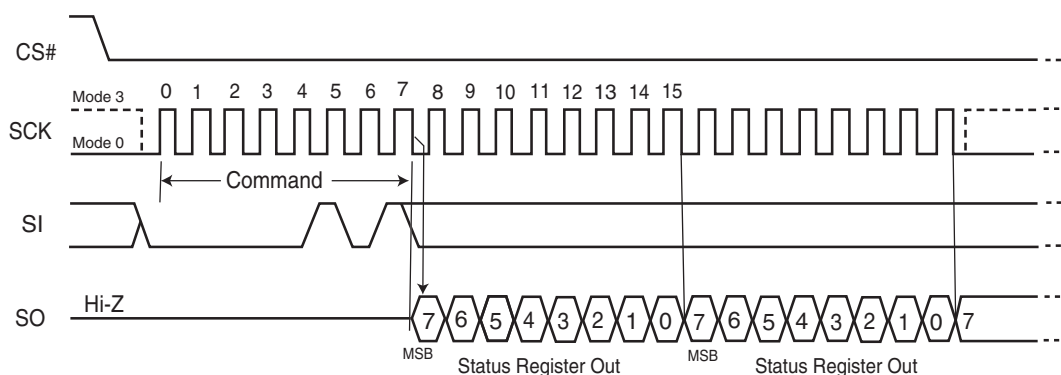 CS#
Mode 3 0 1 2 3 4 5 6 7 8 9 10 11 12 13 14 15
SCK
Mode 0
Command
SI
Hi-Z
SO
7 6 5 4 3 2 1 0 7 6 5 4 3 2 1 0 7
MSB Status Register Out MSB Status Register Out